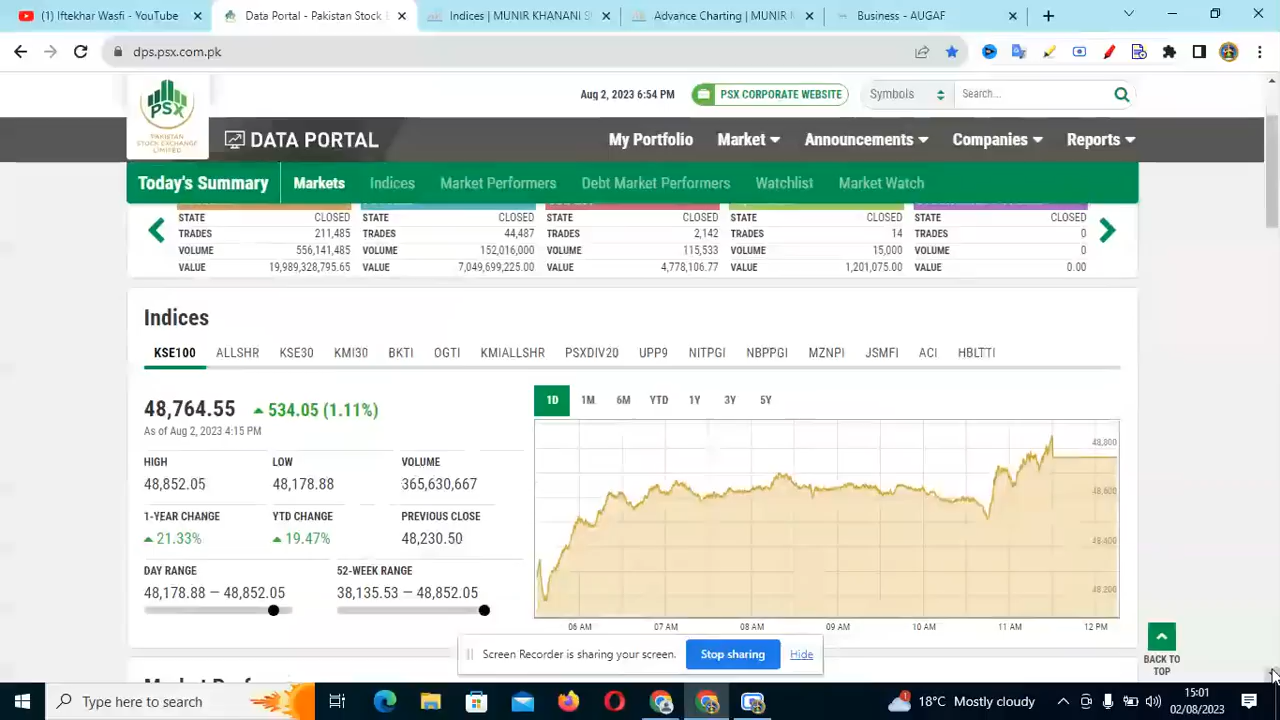 (1) Iftekhar Wardhan
Data Portal - Pakistan Stock E
Indices | MUNIR KHANANI S
Advance Charting | MUNIR
Business - AUGAF
dps.psx.com.pk
PSX
PAKISTAN
STOCK EXCHANGE
LIMITED
Aug 2, 2023 6:54 PM
PSX CORPORATE WEBSITE
Symbols
Search...
DATA PORTAL
My Portfolio
Market
Announcements
Companies
Reports
Today's Summary
Markets
Indices
Market Performers
Debt Market Performers
Watchlist
Market Watch
STATE CLOSED STATE CLOSED STATE CLOSED STATE CLOSED STATE CLOSED
TRADES 211,485 TRADES 44,487 TRADES 2,142 TRADES 14 TRADES 0
VOLUME 556,141,485 VOLUME 152,016,000 VOLUME 115,533 VOLUME 15,000 VOLUME 0
VALUE 19,989,328,795.65 VALUE 7,049,699,225.00 VALUE 4,778,106.77 VALUE 1,201,075.00 VALUE 0.00
Indices
KSE100 ALLSHR KSE30 KMI30 BKTI OGTI KMIALLSHR PSXDIV20 UPP9 NITPGI NBPPGI MZNPI JSMFI ACI HBLTTI
48,764.55 534.05 (1.11%)
As of Aug 2, 2023 4:15 PM
HIGH LOW VOLUME
48,852.05 48,178.88 365,630,667
1-YEAR CHANGE YTD CHANGE PREVIOUS CLOSE
21.33% 19.47% 48,230.50
DAY RANGE 52-WEEK RANGE
48,178.88 — 48,852.05 38,135.53 — 48,852.05
1D 1M 6M YTD 1Y 3Y 5Y
48,800
48,600
48,400
48,200
06 AM 07 AM 08 AM 09 AM 10 AM 11 AM 12 PM
BACK TO
TOP
Screen Recorder is sharing your screen.
Stop sharing
Hide
Type here to search
18°C Mostly cloudy
15:01
02/08/2023